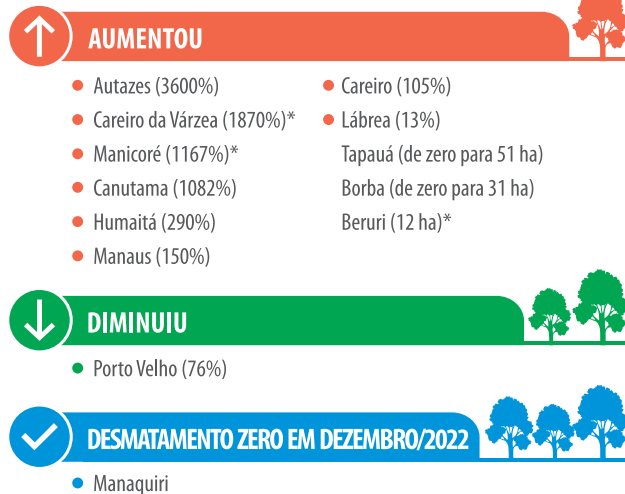 AUMENTOU
Autazes (3600%)
Careiro da Várzea (1870%)*
Manicoré (1167%)*
Canutama (1082%)
Humaitá (290%)
Manaus (150%)
Careiro (105%)
Lábrea (13%)
Tapauá (de zero para 51 ha)
Borba (de zero para 31 ha)
Beruri (12 ha)*
DIMINUIU
Porto Velho (76%)
DESMATAMENTO ZERO EM DEZEMBRO/2022
Manaquiri